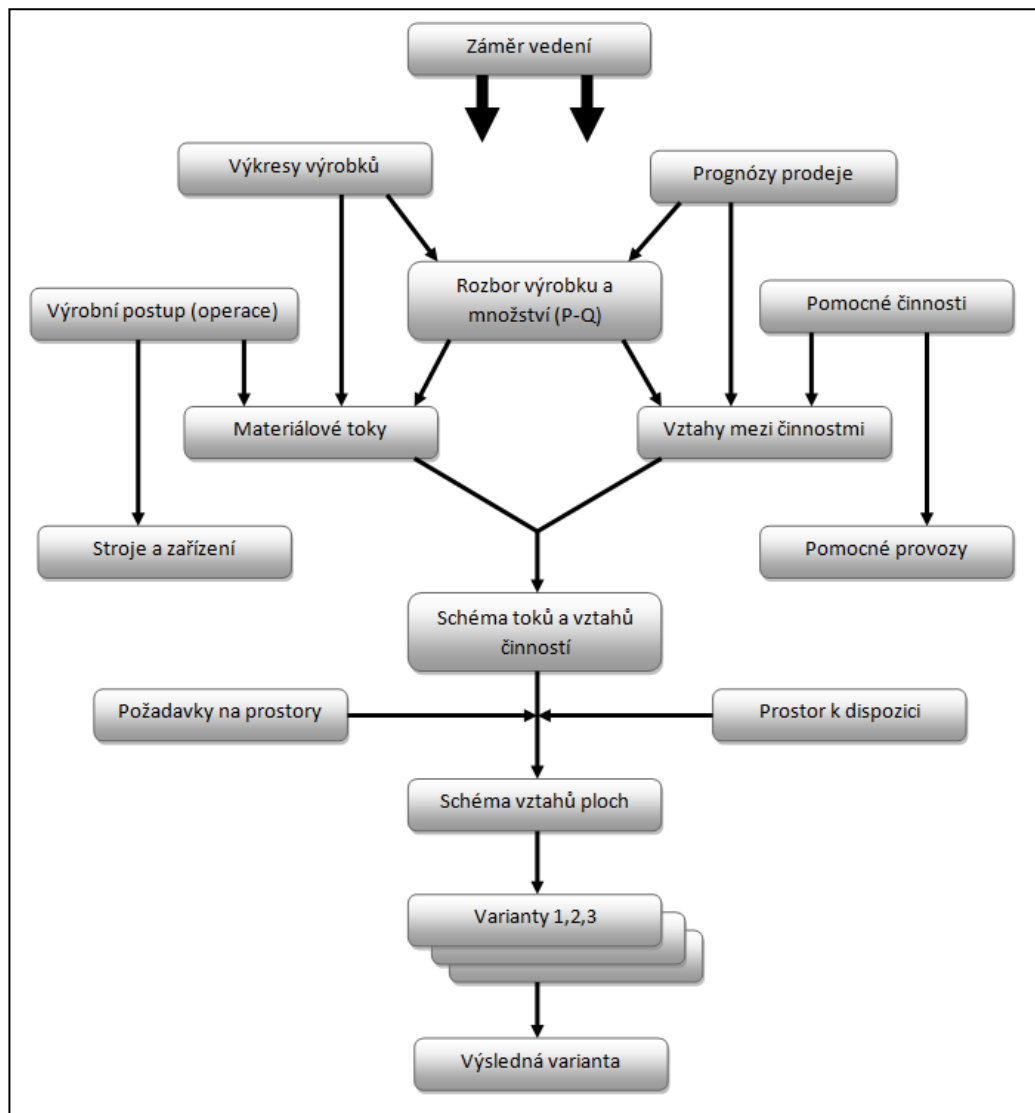 Záměr vedení
Výkresy výrobků
Prognózy prodeje
Rozbor výrobku a
množství (P-Q)
Výrobní postup (operace)
Pomocné činnosti
Materiálové toky
Vztahy mezi činnostmi
Stroje a zařízení
Pomocné provozy
Schéma toků a vztahů
činností
Požadavky na prostory
Prostor k dispozici
Schéma vztahů ploch
Varianty 1,2,3
Výsledná varianta